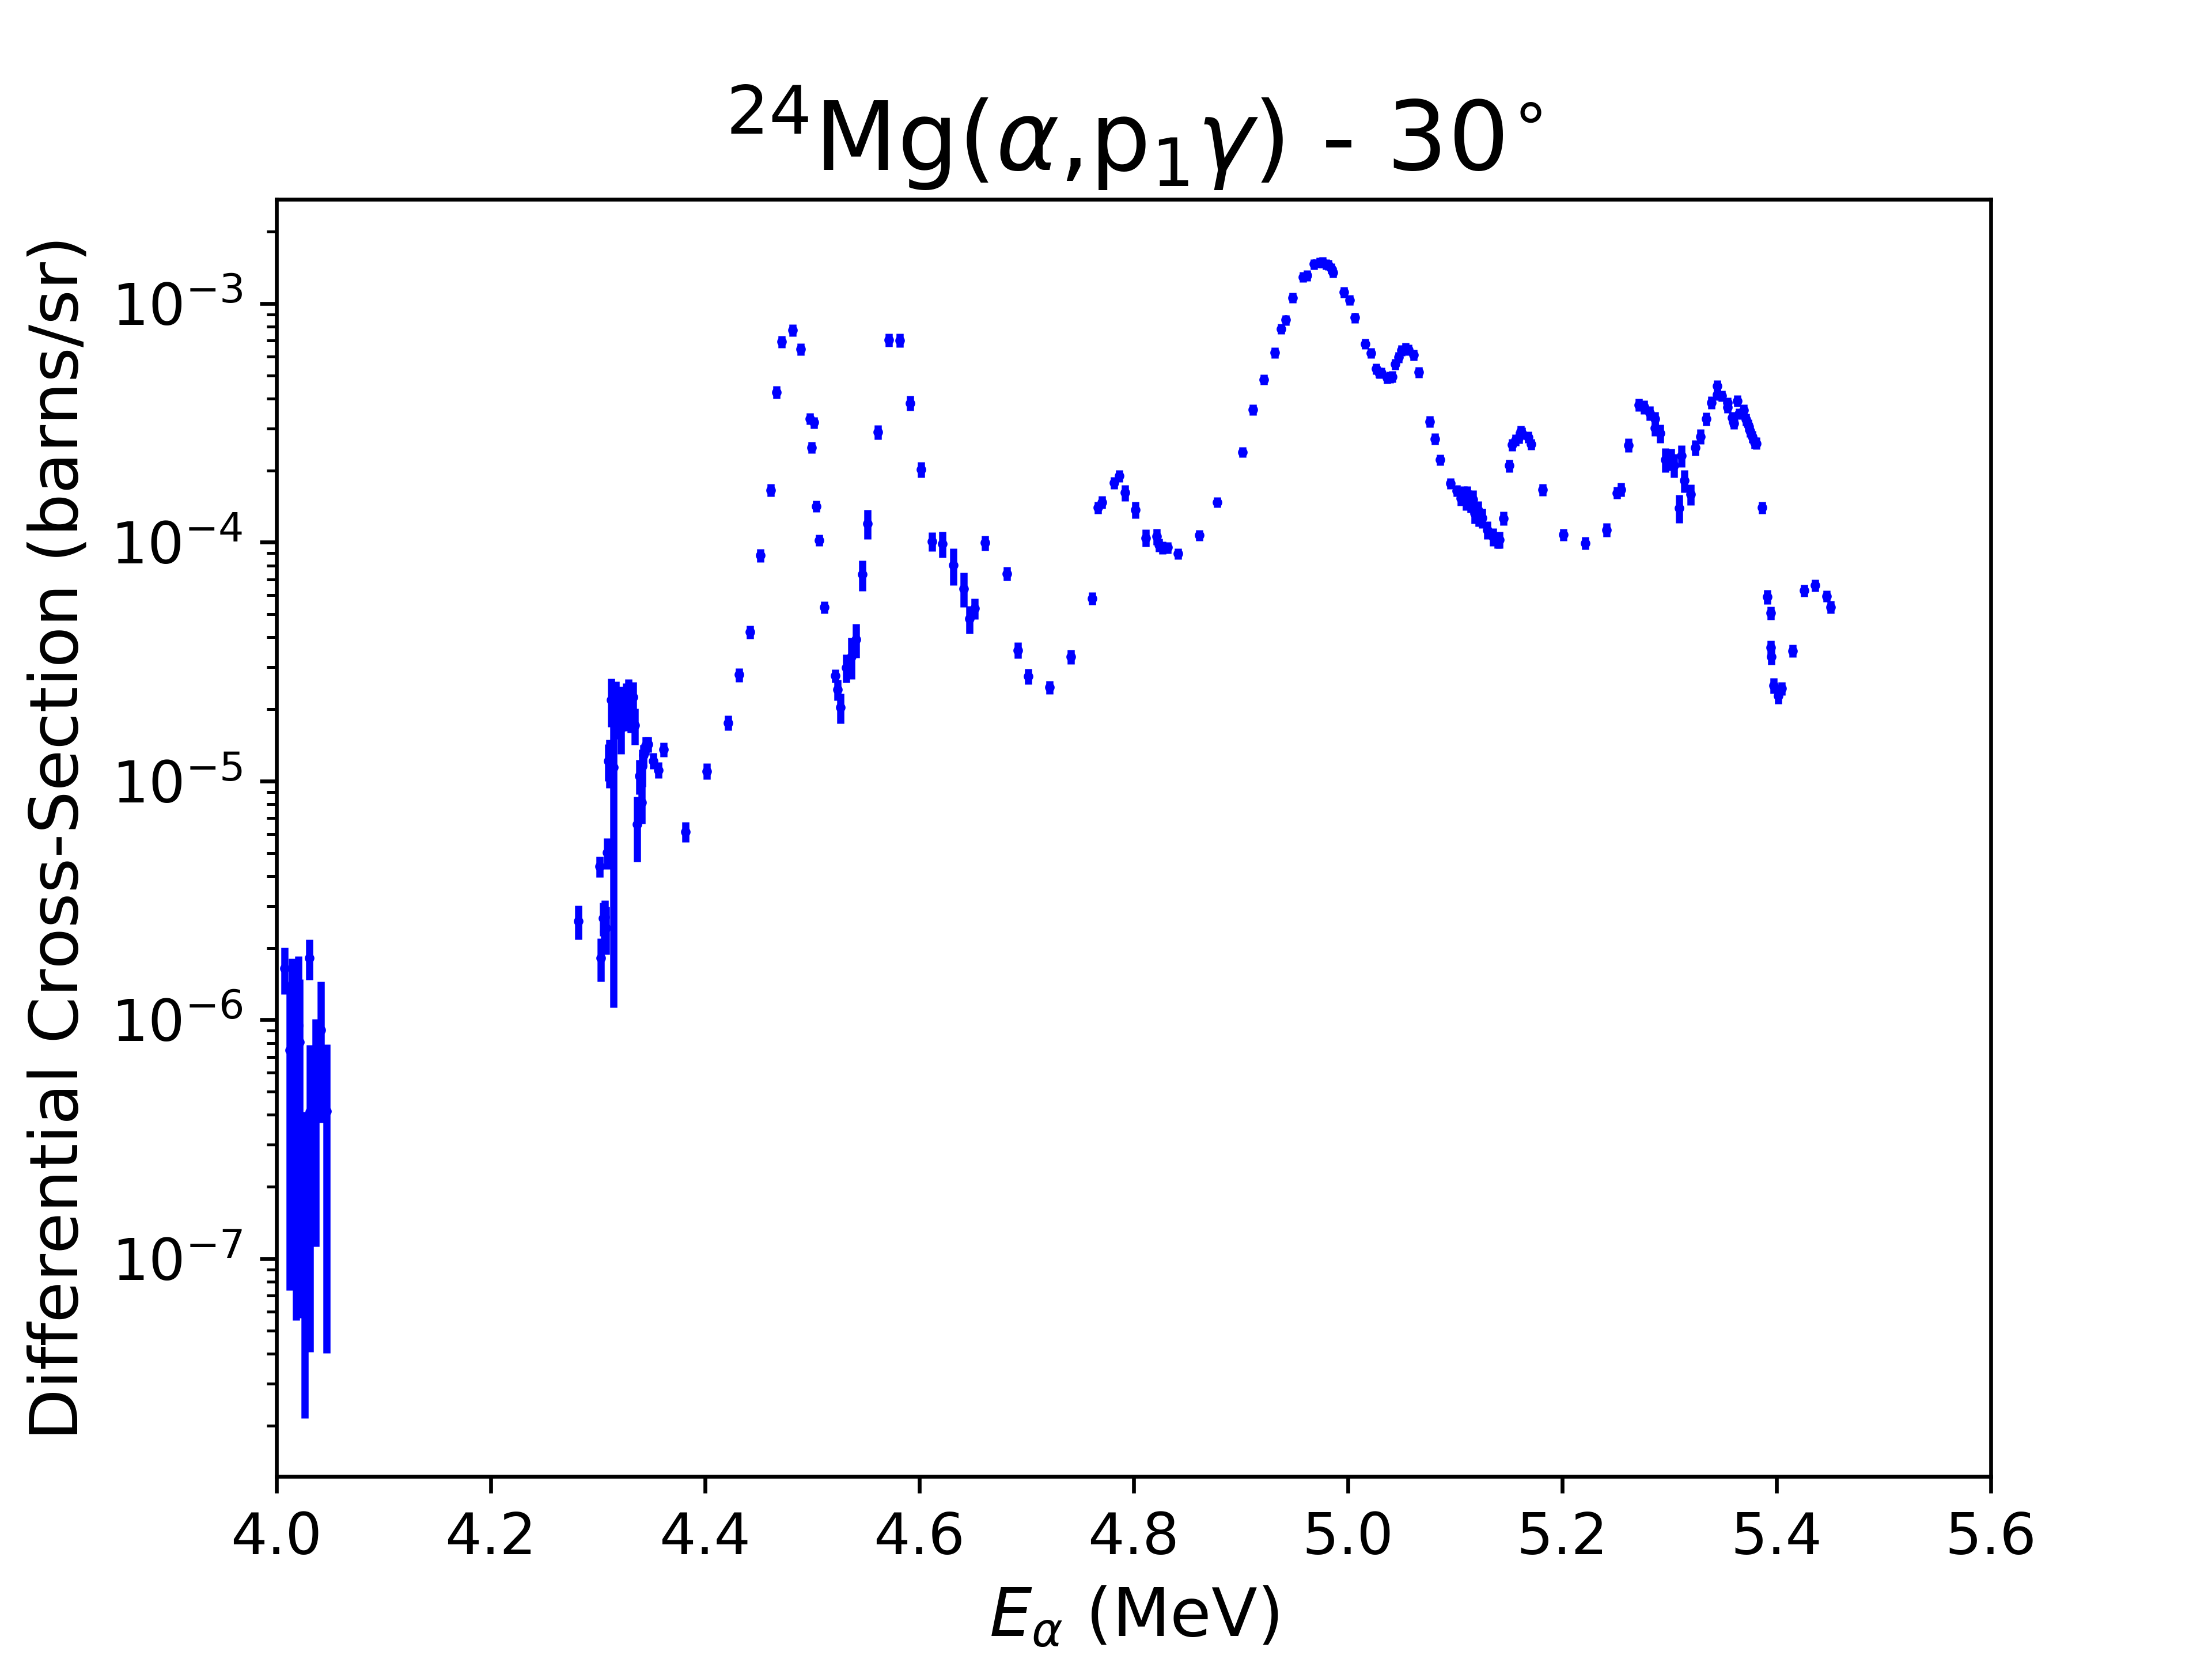 ²⁴Mg(α,p₁γ) - 30°
Differential Cross-Section (barns/sr)
10⁻³
10⁻⁴
10⁻⁵
10⁻⁶
10⁻⁷
4.0 4.2 4.4 4.6 4.8 5.0 5.2 5.4 5.6
E_α (MeV)